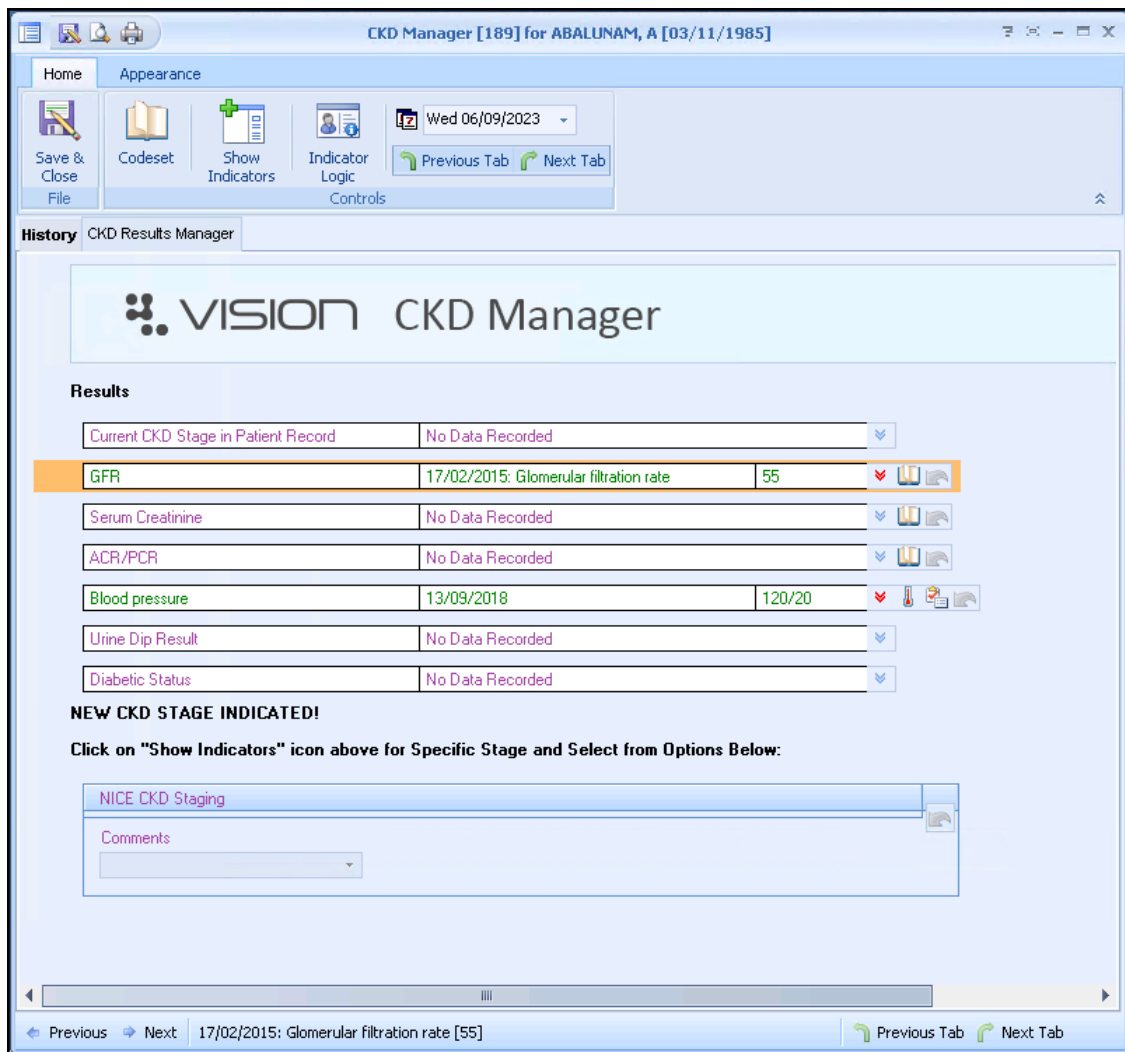 CKD Manager [189] for ABALUNAM, A [03/11/1985]
Home Appearance
Save & Close
Codeset
Show Indicators
Indicator Logic
7 Wed 06/09/2023
Previous Tab Next Tab
File
Controls
History CKD Results Manager
VISION CKD Manager
Results
Current CKD Stage in Patient Record No Data Recorded
GFR 17/02/2015: Glomerular filtration rate 55
Serum Creatinine No Data Recorded
ACR/PCR No Data Recorded
Blood pressure 13/09/2018 120/20
Urine Dip Result No Data Recorded
Diabetic Status No Data Recorded
NEW CKD STAGE INDICATED!
Click on "Show Indicators" icon above for Specific Stage and Select from Options Below:
NICE CKD Staging
Comments
Previous Next 17/02/2015: Glomerular filtration rate [55] Previous Tab Next Tab